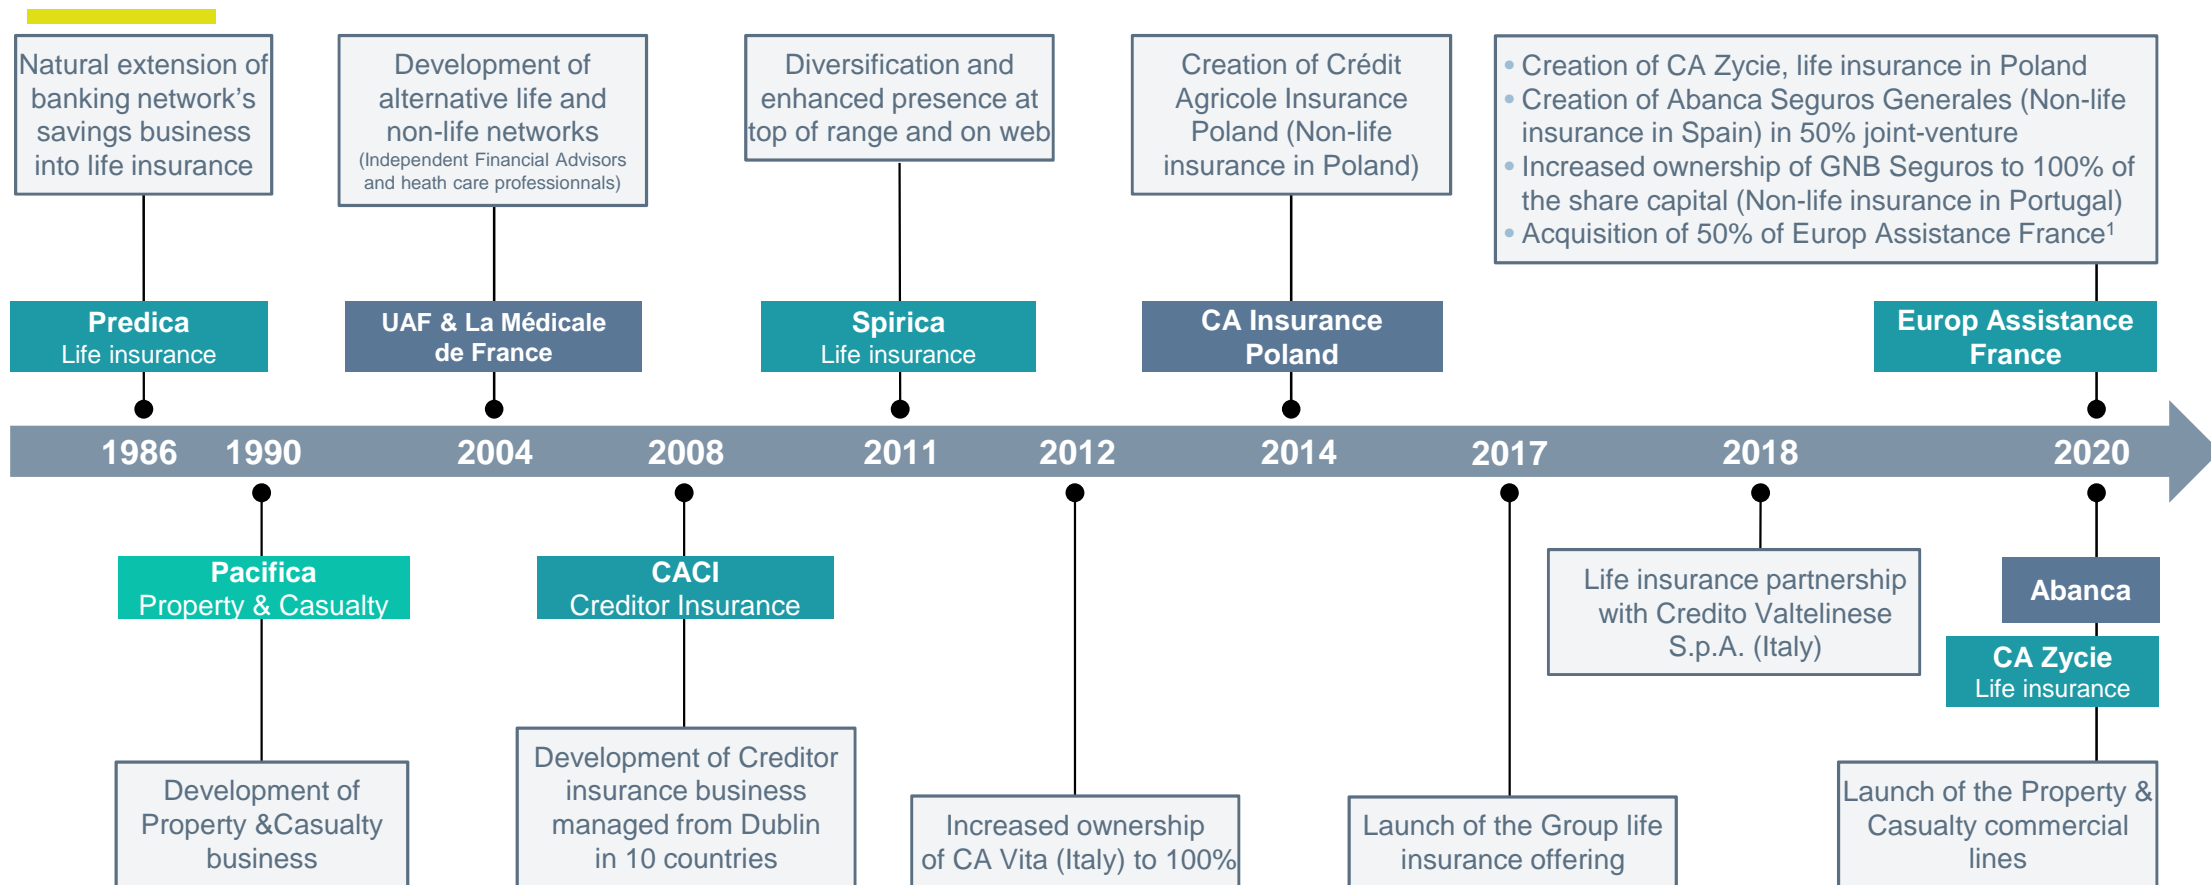 Natural extension of
banking network's
savings business
into life insurance
Development of
alternative life and
non-life networks
(Independent Financial Advisors
and heath care professionnals)
Diversification and
enhanced presence at
top of range and on web
Creation of Crédit
Agricole Insurance
Poland (Non-life
insurance in Poland)
• Creation of CA Zycie, life insurance in Poland
• Creation of Abanca Seguros Generales (Non-life
insurance in Spain) in 50% joint-venture
• Increased ownership of GNB Seguros to 100% of
the share capital (Non-life insurance in Portugal)
• Acquisition of 50% of Europ Assistance France¹
Predica
Life insurance
UAF & La Médicale
de France
Spirica
Life insurance
CA Insurance
Poland
Europ Assistance
France
1986 1990 2004 2008 2011 2012 2014 2017 2018 2020
Pacifica
Property & Casualty
CACI
Creditor Insurance
Life insurance partnership
with Credito Valtelinese
S.p.A. (Italy)
Abanca
CA Zycie
Life insurance
Development of
Property &Casualty
business
Development of Creditor
insurance business
managed from Dublin
in 10 countries
Increased ownership
of CA Vita (Italy) to 100%
Launch of the Group life
insurance offering
Launch of the Property &
Casualty commercial
lines